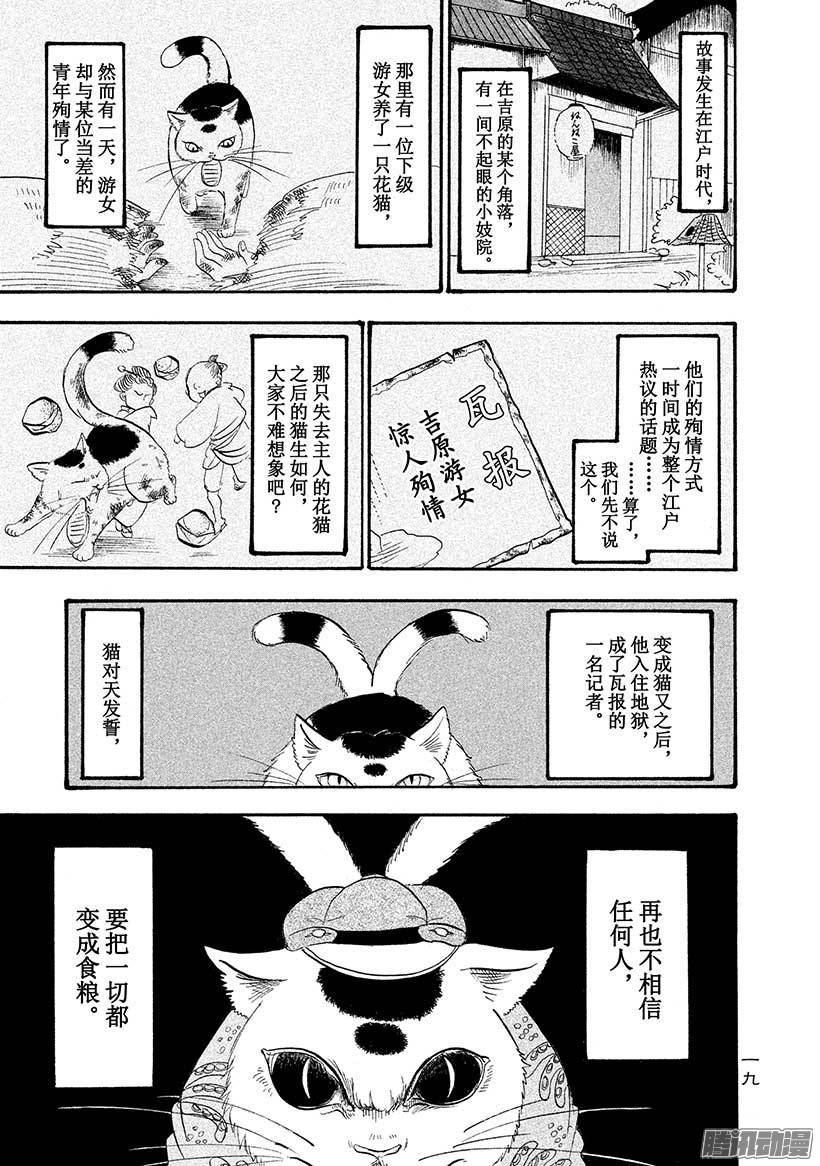 故事发生在江户时代，
在吉原的某个角落，
有一间不起眼的小妓院。
那里有一位下级
游女养了一只花猫，
然而有一天，游女
却与某位当差的
青年殉情了。
他们的殉情方式
一时间成为整个江户
热议的话题……
……算了，
我们先不说
这个。
瓦报
吉原游女
惊人殉情
那只失去主人的花猫
之后的猫生如何，
大家不难想象吧？
变成猫又之后，
他入住地狱，
成了瓦报的
一名记者。
猫对天发誓，
再也不相信
任何人，
要把一切都
变成食粮。
一九
腾讯动漫